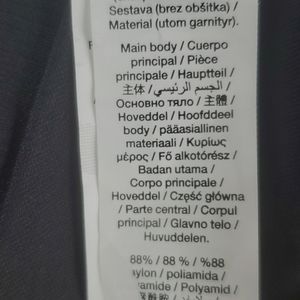 Sestava (brez obšitka) /
Material (utom garnityr).
Main body / Cuerpo
principal / Pièce
principale / Hauptteil /
主体 / الجسم الرئيسي /
Основно тяло / 主體 /
Hoveddel / Hoofddeel
body / pääasiallinen
materiaali / Κυρίως
μέρος / Fő alkotórész /
Badan utama /
Corpo principale /
Hoveddel / Część główna
/ Parte central / Corpul
principal / Glavno telo /
Huvuddelen.
88% / 88 % / %88
nylon / poliamida /
/ Polyamid /